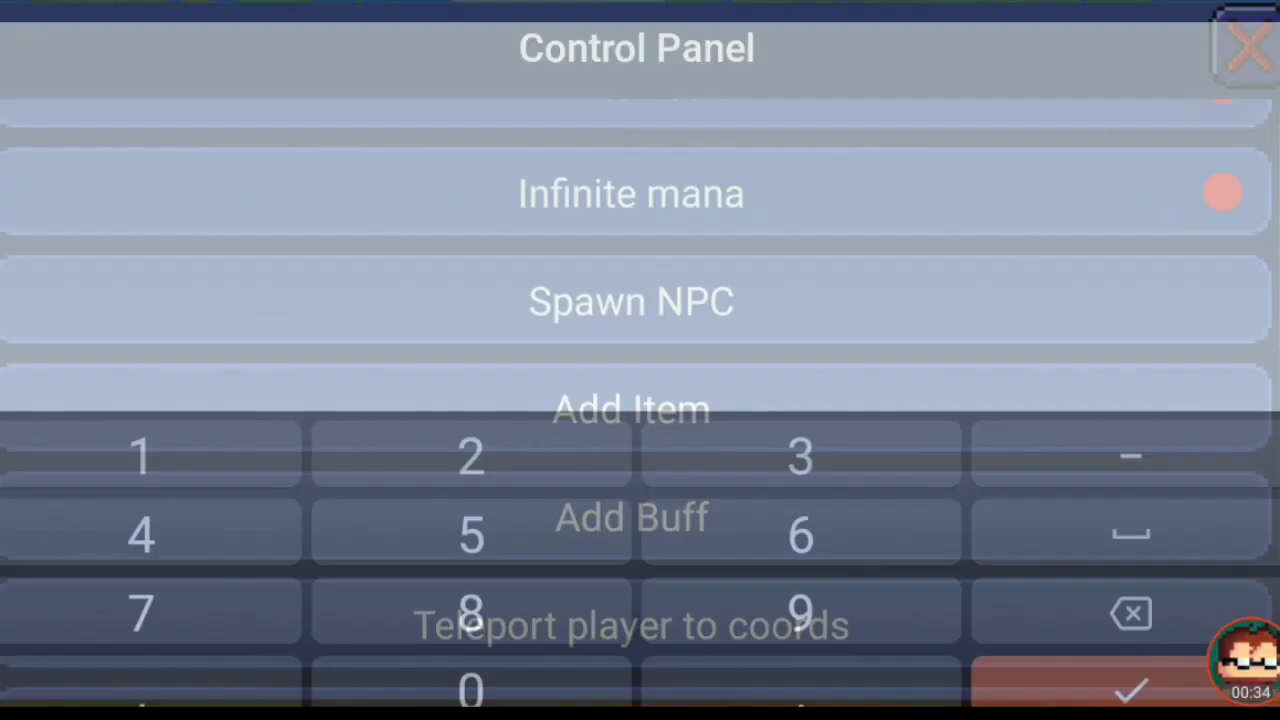 Control Panel
Infinite mana
Spawn NPC
Add Item
1 2 3 -
Add Buff
4 5 6
7 8 9
Teleport player to coords
0
00:34